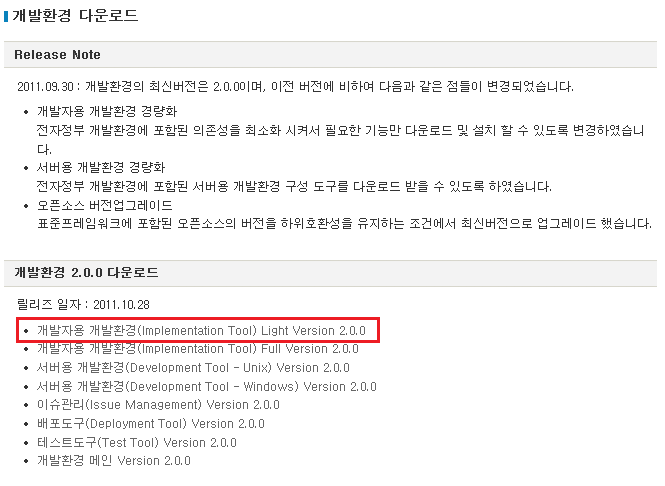 개발환경 다운로드
Release Note
2011.09.30 : 개발환경의 최신버전은 2.0.0이며, 이전 버전에 비하여 다음과 같은 점들이 변경되었습니다.
개발자용 개발환경 경량화
전자정부 개발환경에 포함된 의존성을 최소화 시켜서 필요한 기능만 다운로드 및 설치 할 수 있도록 변경하였습니
다.
서버용 개발환경 경량화
전자정부 개발환경에 포함된 서버용 개발환경 구성 도구를 다운로드 받을 수 있도록 하였습니다.
오픈소스 버전업그레이드
표준프레임워크에 포함된 오픈소스의 버전을 하위호환성을 유지하는 조건에서 최신버전으로 업그레이드 했습니다.
개발환경 2.0.0 다운로드
릴리즈 일자 : 2011.10.28
개발자용 개발환경(Implementation Tool) Light Version 2.0.0
개발자용 개발환경(Implementation Tool) Full Version 2.0.0
서버용 개발환경(Development Tool - Unix) Version 2.0.0
서버용 개발환경(Development Tool - Windows) Version 2.0.0
이슈관리(Issue Management) Version 2.0.0
배포도구(Deployment Tool) Version 2.0.0
테스트도구(Test Tool) Version 2.0.0
개발환경 메인 Version 2.0.0